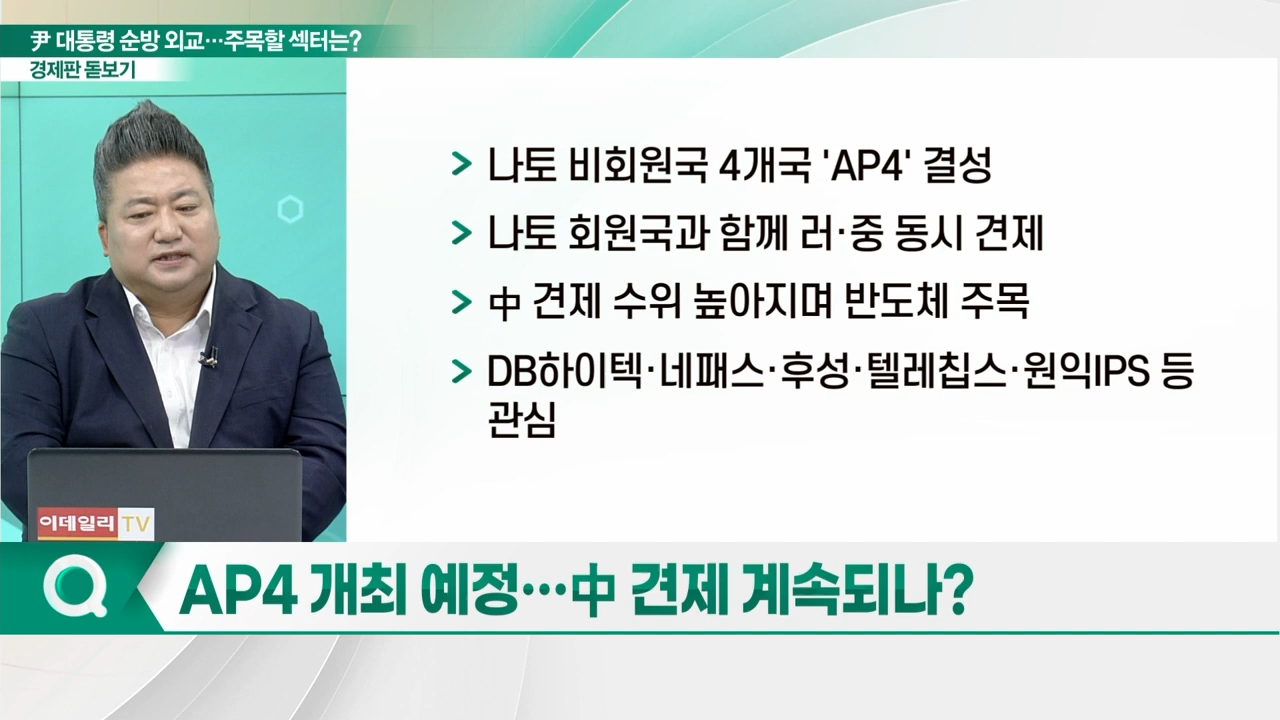 尹 대통령 순방 외교…주목할 섹터는?
경제판 돋보기
> 나토 비회원국 4개국 'AP4' 결성
> 나토 회원국과 함께 러·중 동시 견제
> 中 견제 수위 높아지며 반도체 주목
> DB하이텍·네패스·후성·텔레칩스·원익IPS 등
관심
이데일리 TV
AP4 개최 예정…中 견제 계속되나?